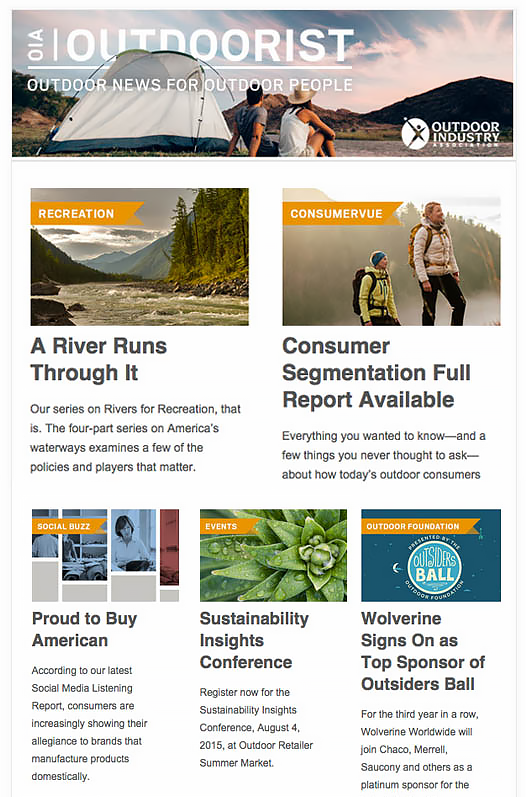 OIA | OUTDOORIST
OUTDOOR NEWS FOR OUTDOOR PEOPLE
OUTDOOR
INDUSTRY
ASSOCIATION
RECREATION
A River Runs
Through It
Our series on Rivers for Recreation, that
is. The four-part series on America's
waterways examines a few of the
policies and players that matter.
CONSUMERVUE
Consumer
Segmentation Full
Report Available
Everything you wanted to know—and a
few things you never thought to ask—
about how today's outdoor consumers
SOCIAL BUZZ
Proud to Buy
American
According to our latest
Social Media Listening
Report, consumers are
increasingly showing their
allegiance to brands that
manufacture products
domestically.
EVENTS
Sustainability
Insights
Conference
Register now for the
Sustainability Insights
Conference, August 4,
2015, at Outdoor Retailer
Summer Market.
OUTDOOR FOUNDATION
PRESENTED BY THE
OUTSIDERS
BALL
OUTDOOR FOUNDATION
Wolverine
Signs On as
Top Sponsor of
Outsiders Ball
For the third year in a row,
Wolverine Worldwide will
join Chaco, Merrell,
Saucony and others as a
platinum sponsor for the